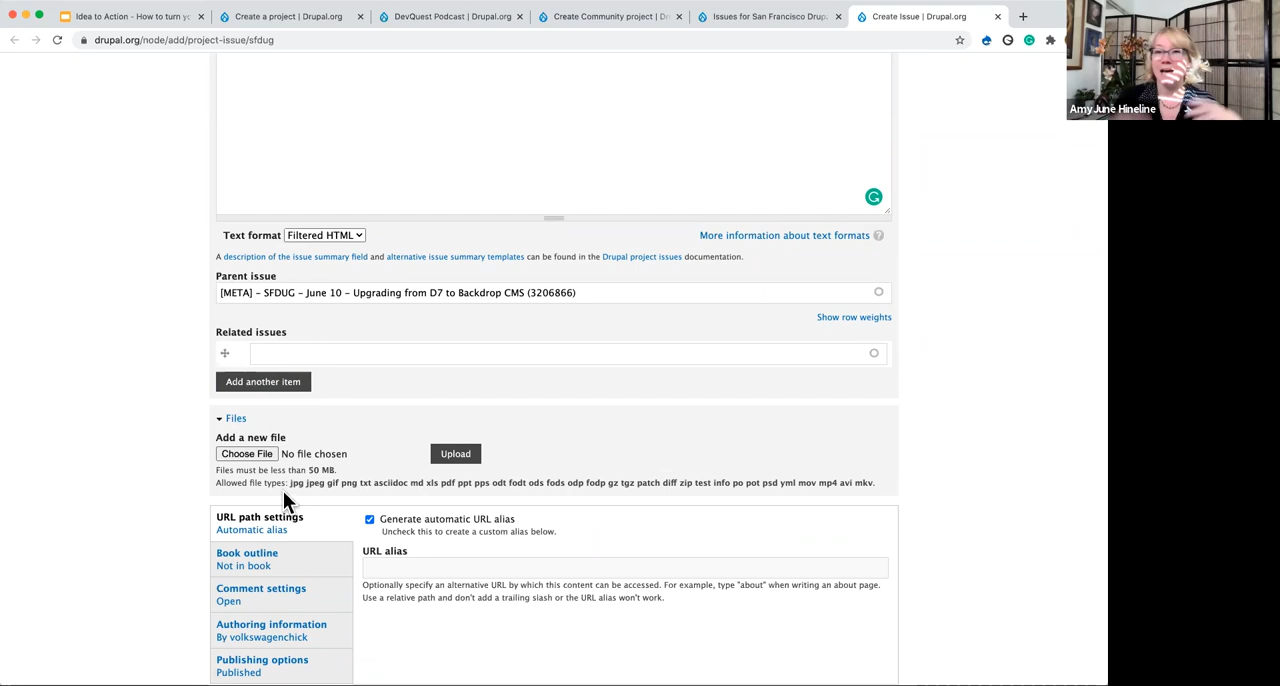 Idea to Action - How to turn yo
Create a project | Drupal.org
DevQuest Podcast | Drupal.org
Create Community project | Dr
Issues for San Francisco Drupa
Create Issue | Drupal.org
drupal.org/node/add/project-issue/sfdug
AmyJune Hineline
Text format Filtered HTML
More information about text formats ?
A description of the issue summary field and alternative issue summary templates can be found in the Drupal project issues documentation.
Parent issue
[META] - SFDUG - June 10 - Upgrading from D7 to Backdrop CMS (3206866)
Show row weights
Related issues
Add another item
Files
Add a new file
Choose File No file chosen
Upload
Files must be less than 50 MB.
Allowed file types: jpg jpeg gif png txt asciidoc md xls pdf ppt pps odt fodt ods fods odp fodp gz tgz patch diff zip test info po pot psd yml mov mp4 avi mkv.
URL path settings
Automatic alias
Book outline
Not in book
Comment settings
Open
Authoring information
By volkswagenchick
Publishing options
Published
Generate automatic URL alias
Uncheck this to create a custom alias below.
URL alias
Optionally specify an alternative URL by which this content can be accessed. For example, type "about" when writing an about page.
Use a relative path and don't add a trailing slash or the URL alias won't work.